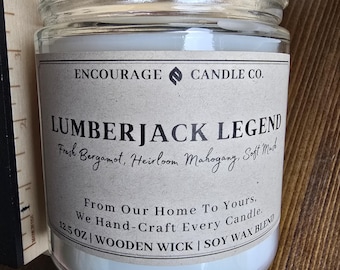 ENCOURAGE CANDLE CO.
LUMBERJACK LEGEND
Fresh Bergamot, Heirloom Mahogany, Soft Musk
From Our Home To Yours,
We Hand-Craft Every Candle.
12.5 OZ | WOODEN WICK | SOY WAX BLEND